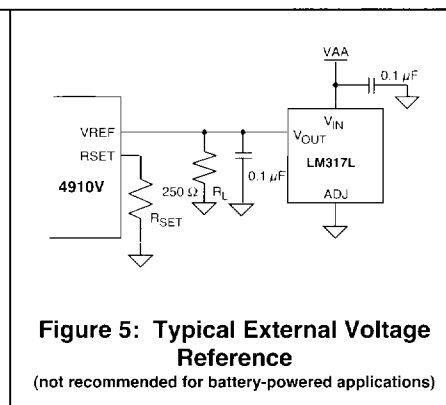 VAA
0.1 µF
VREF
RSET
4910V
RSET
250 Ω
RL
0.1 µF
VOUT
VIN
LM317L
ADJ
Figure 5: Typical External Voltage
Reference
(not recommended for battery-powered applications)